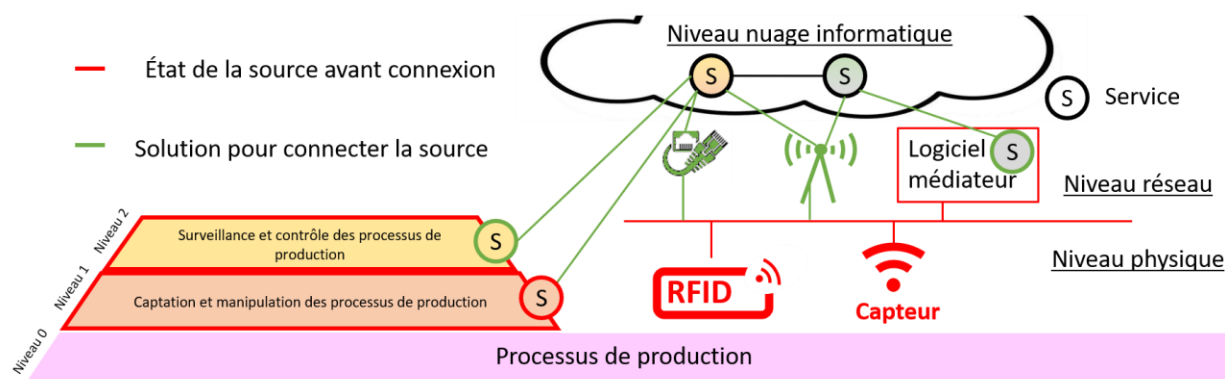 Niveau nuage informatique
État de la source avant connexion
S
S
S
Service
Solution pour connecter la source
Logiciel
médiateur
S
Niveau réseau
Niveau 2
Surveillance et contrôle des processus de
production
S
Niveau physique
Niveau 1
Captation et manipulation des processus de production
S
RFID
Capteur
Niveau 0
Processus de production